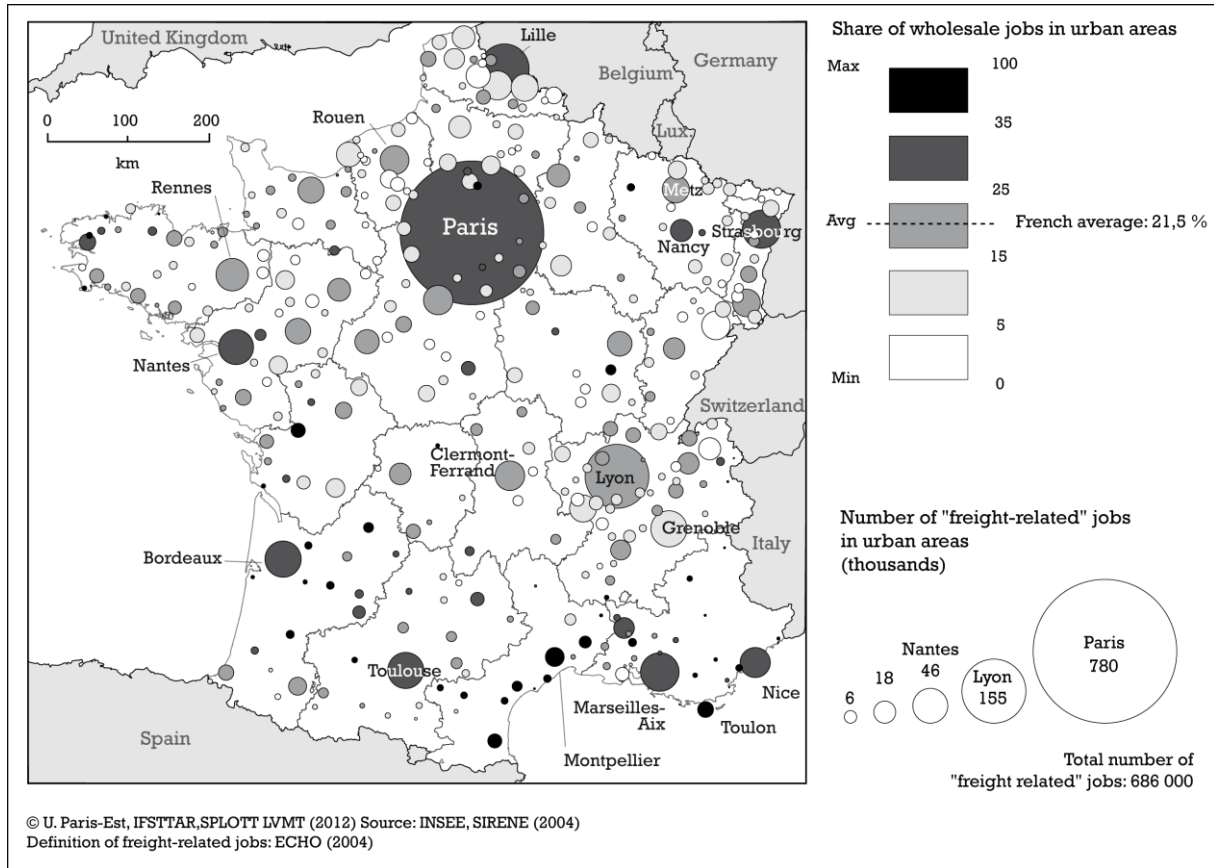 United Kingdom
Lille
Belgium
Germany
Lux.
0 100 200
km
Rouen
Rennes
Metz
Paris
Nancy
Strasbourg
Nantes
Switzerland
Clermont-
Ferrand
Lyon
Grenoble
Italy
Bordeaux
Toulouse
Nice
Marseilles-
Aix
Toulon
Montpellier
Spain
Share of wholesale jobs in urban areas
Max
100
35
25
Avg
French average: 21,5 %
15
5
Min
0
Number of "freight-related" jobs
in urban areas
(thousands)
Paris
780
Nantes
6
18
46
Lyon
155
Total number of
"freight related" jobs: 686 000
© U. Paris-Est, IFSTTAR,SPLOTT LVMT (2012) Source: INSEE, SIRENE (2004)
Definition of freight-related jobs: ECHO (2004)